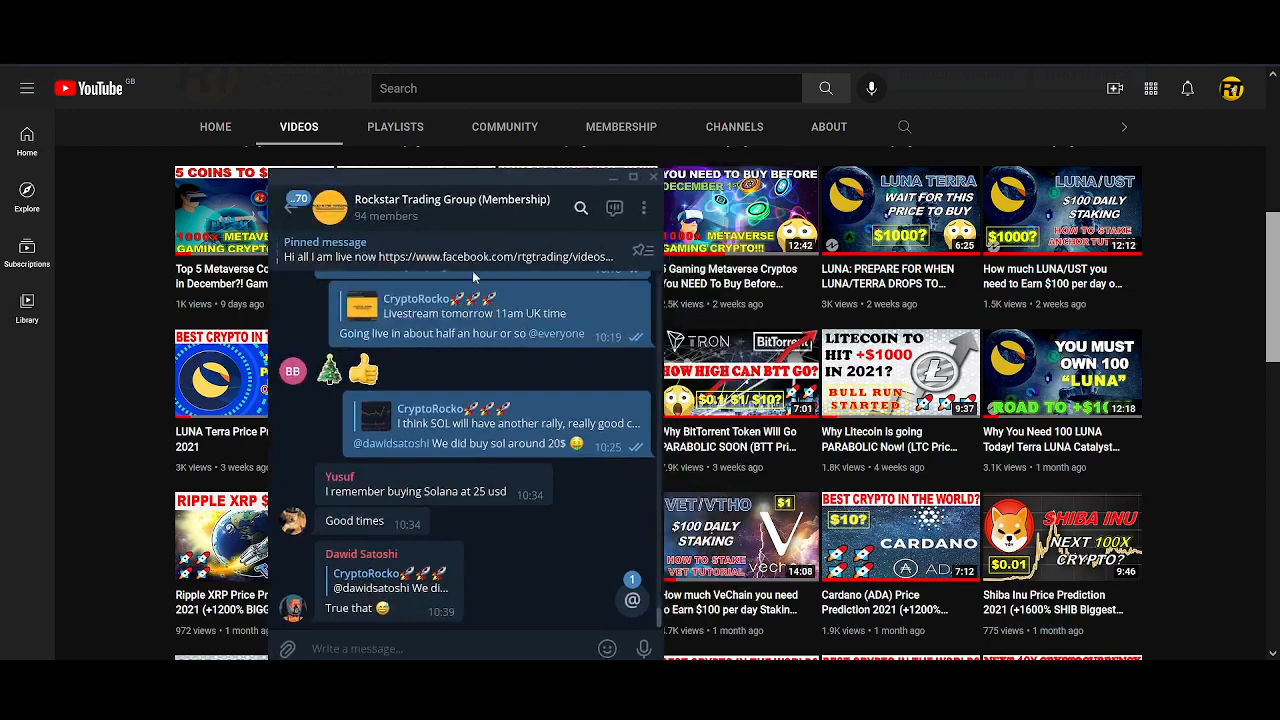 YouTube GB
Search
RT
HOME
VIDEOS
PLAYLISTS
COMMUNITY
MEMBERSHIP
CHANNELS
ABOUT
Home
Explore
Subscriptions
Library
5 COINS TO $
1000x
METAVERS
GAMING CRYPTO
Top 5 Metaverse Co
in December?! Gam
1K views • 9 days ago
..70
Rockstar Trading Group (Membership)
94 members
Pinned message
Hi all I am live now https://www.facebook.com/rtgtrading/videos...
CryptoRocko🚀🚀🚀
Livestream tomorrow 11am UK time
Going live in about half an hour or so @everyone
10:19
BB
🎄👍
CryptoRocko🚀🚀🚀
I think SOL will have another rally, really good c...
@dawidsatoshi We did buy sol around 20$
10:25
Yusuf
I remember buying Solana at 25 usd
10:34
Good times
10:34
Dawid Satoshi
CryptoRocko🚀🚀🚀
@dawidsatoshi We di...
True that 😅
10:39
1
@
Write a message...
YOU NEED TO BUY BEFORE
DECEMBER 1
1000x METAVERSE
GAMING CRYPTO!!!
12:42
5 Gaming Metaverse Cryptos
YOU NEED To Buy Before...
.5K views • 2 weeks ago
LUNA TERRA
WAIT FOR THIS
PRICE TO BUY
$1000?
6:25
LUNA: PREPARE FOR WHEN
LUNA/TERRA DROPS TO...
3K views • 2 weeks ago
LUNA/UST
$100 DAILY
STAKING
$1000?
HOW TO STAKE
ANCHOR TUT
12:12
How much LUNA/UST you
need to Earn $100 per day o...
1.5K views • 2 weeks ago
BEST CRYPTO IN T
LUNA Terra Price Pr
3K views • 3 weeks
TRON
BitTorrent
HOW HIGH CAN BTT GO?
$0.1/$1/$10?
7:01
Why BitTorrent Token Will Go
PARABOLIC SOON (BTT Pri...
7.9K views • 3 weeks ago
LITECOIN TO
HIT +$1000
IN 2021?
BULL RUN
STARTED
9:37
Why Litecoin is going
PARABOLIC Now! (LTC Price...
1.8K views • 4 weeks ago
YOU MUST
OWN 100
“LUNA”
ROAD TO +$1
12:18
Why You Need 100 LUNA
Today! Terra LUNA Catalyst...
3.1K views • 1 month ago
RIPPLE XRP $
Ripple XRP Price P
2021 (+1200% BIGG
972 views • 1 month ag
VET/VTHO
$1
$100 DAILY
STAKING
HOW TO STAKE
VET TUTORIAL
14:08
How much VeChain you need
to Earn $100 per day Stakin...
4.7K views • 1 month ago
BEST CRYPTO IN THE WORLD?
$10?
CARDANO
AD
7:12
Cardano (ADA) Price
Prediction 2021 (+1200%...
1.9K views • 1 month ago
SHIBA INU
NEXT 100X
CRYPTO?
$0.01
9:46
Shiba Inu Price Prediction
2021 (+1600% SHIB Biggest...
775 views • 1 month ago